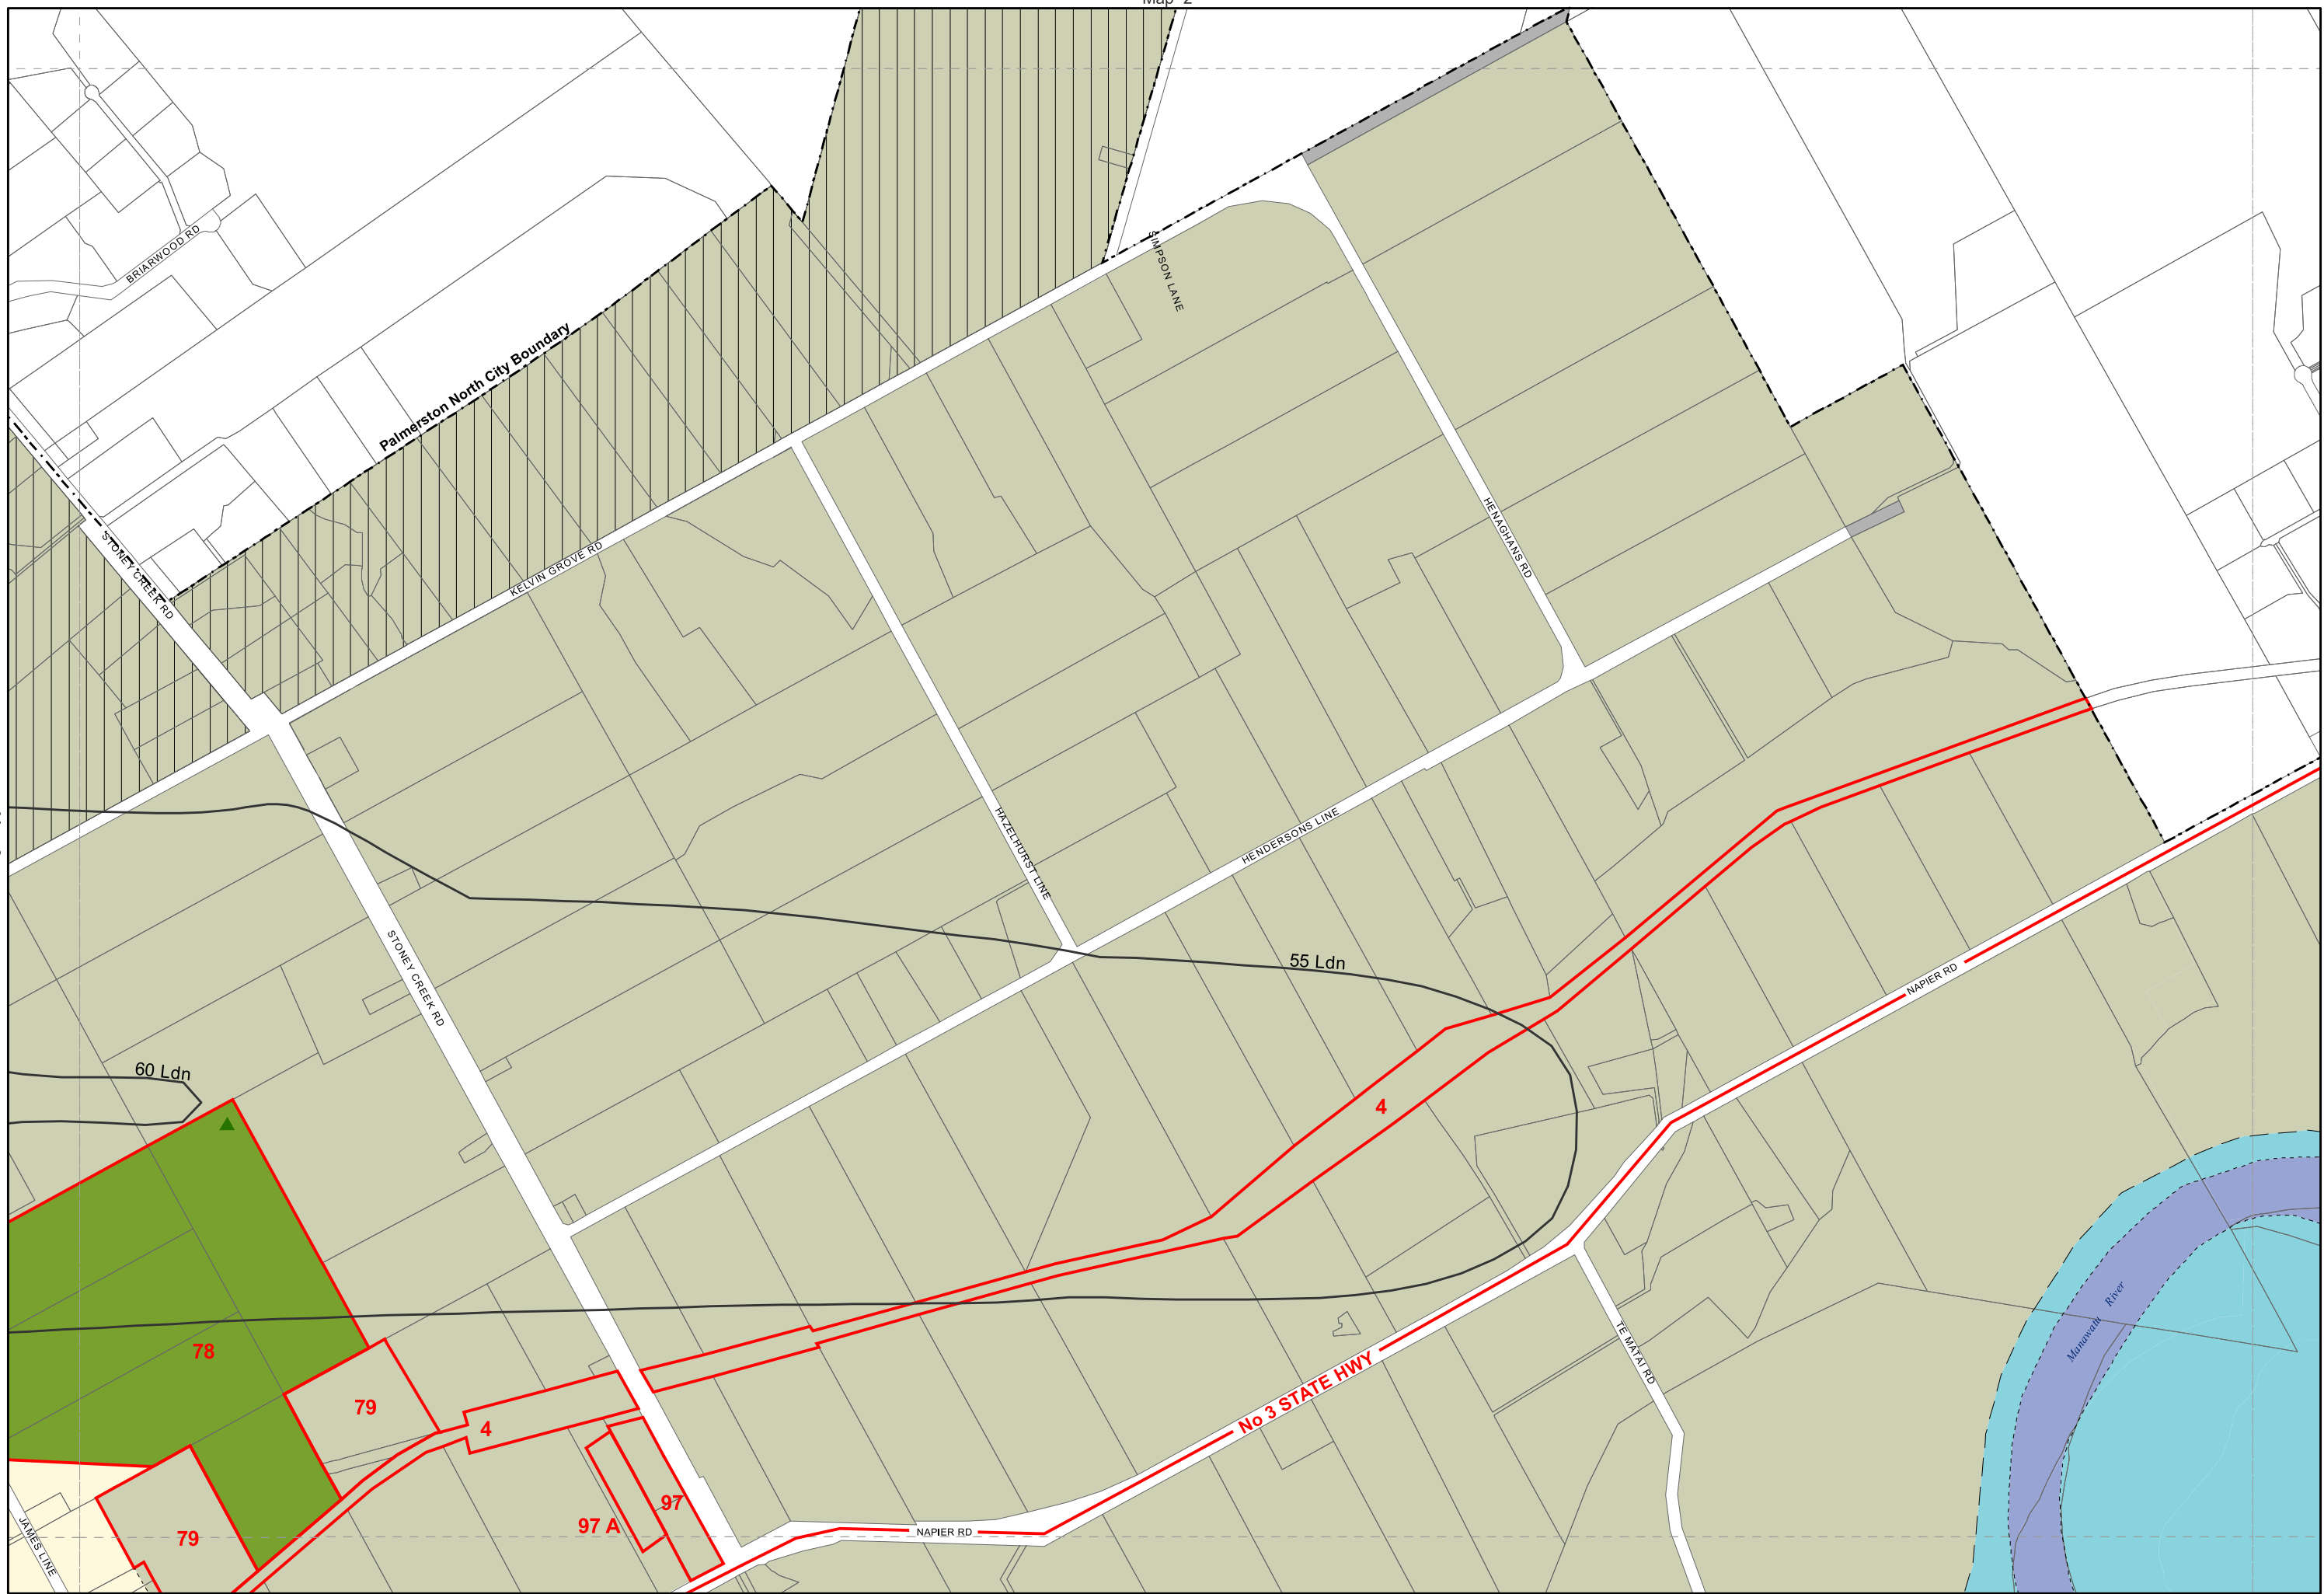 Map 2
BRIARWOOD RD
SIMPSON LANE
Palmerston North City Boundary
STONEY CREEK RD
KELVIN GROVE RD
HENAGHANS RD
HAZELHURST LINE
HENDERSONS LINE
STONEY CREEK RD
55 Ldn
NAPIER RD
60 Ldn
4
Manawatu River
78
TE MATAI RD
79
No 3 STATE HWY
4
97
97 A
79
NAPIER RD
JAMES LINE